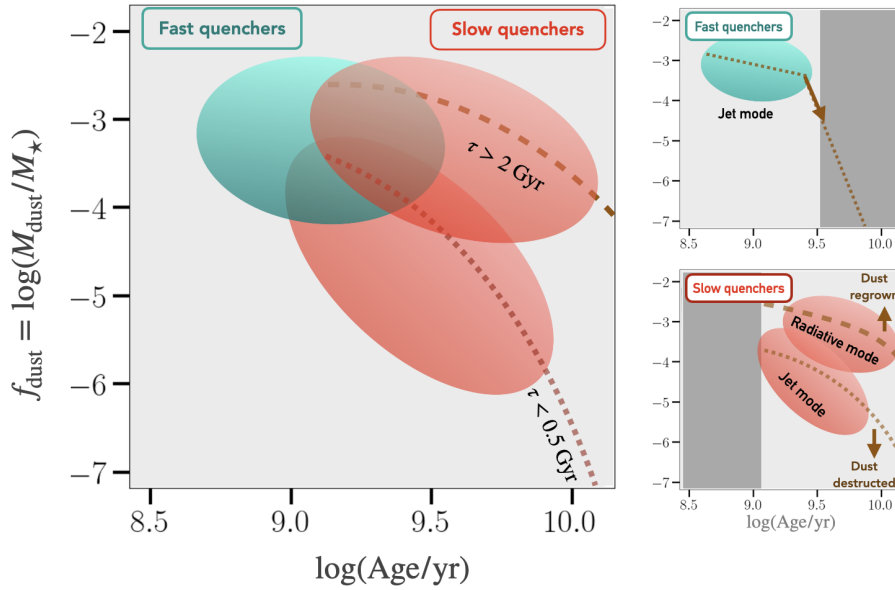 Fast quenchers
Slow quenchers
−2
−3
−4
−5
−6
−7
f_dust = log(M_dust/M_⋆)
τ > 2 Gyr
τ < 0.5 Gyr
8.5
9.0
9.5
10.0
log(Age/yr)
Fast quenchers
−2
−3
−4
−5
−6
−7
Jet mode
8.5
9.0
9.5
10.0
Slow quenchers
Dust
regrown
−2
−3
−4
−5
−6
−7
Radiative mode
Jet mode
Dust
destructed
8.5
9.0
9.5
10.0
log(Age/yr)